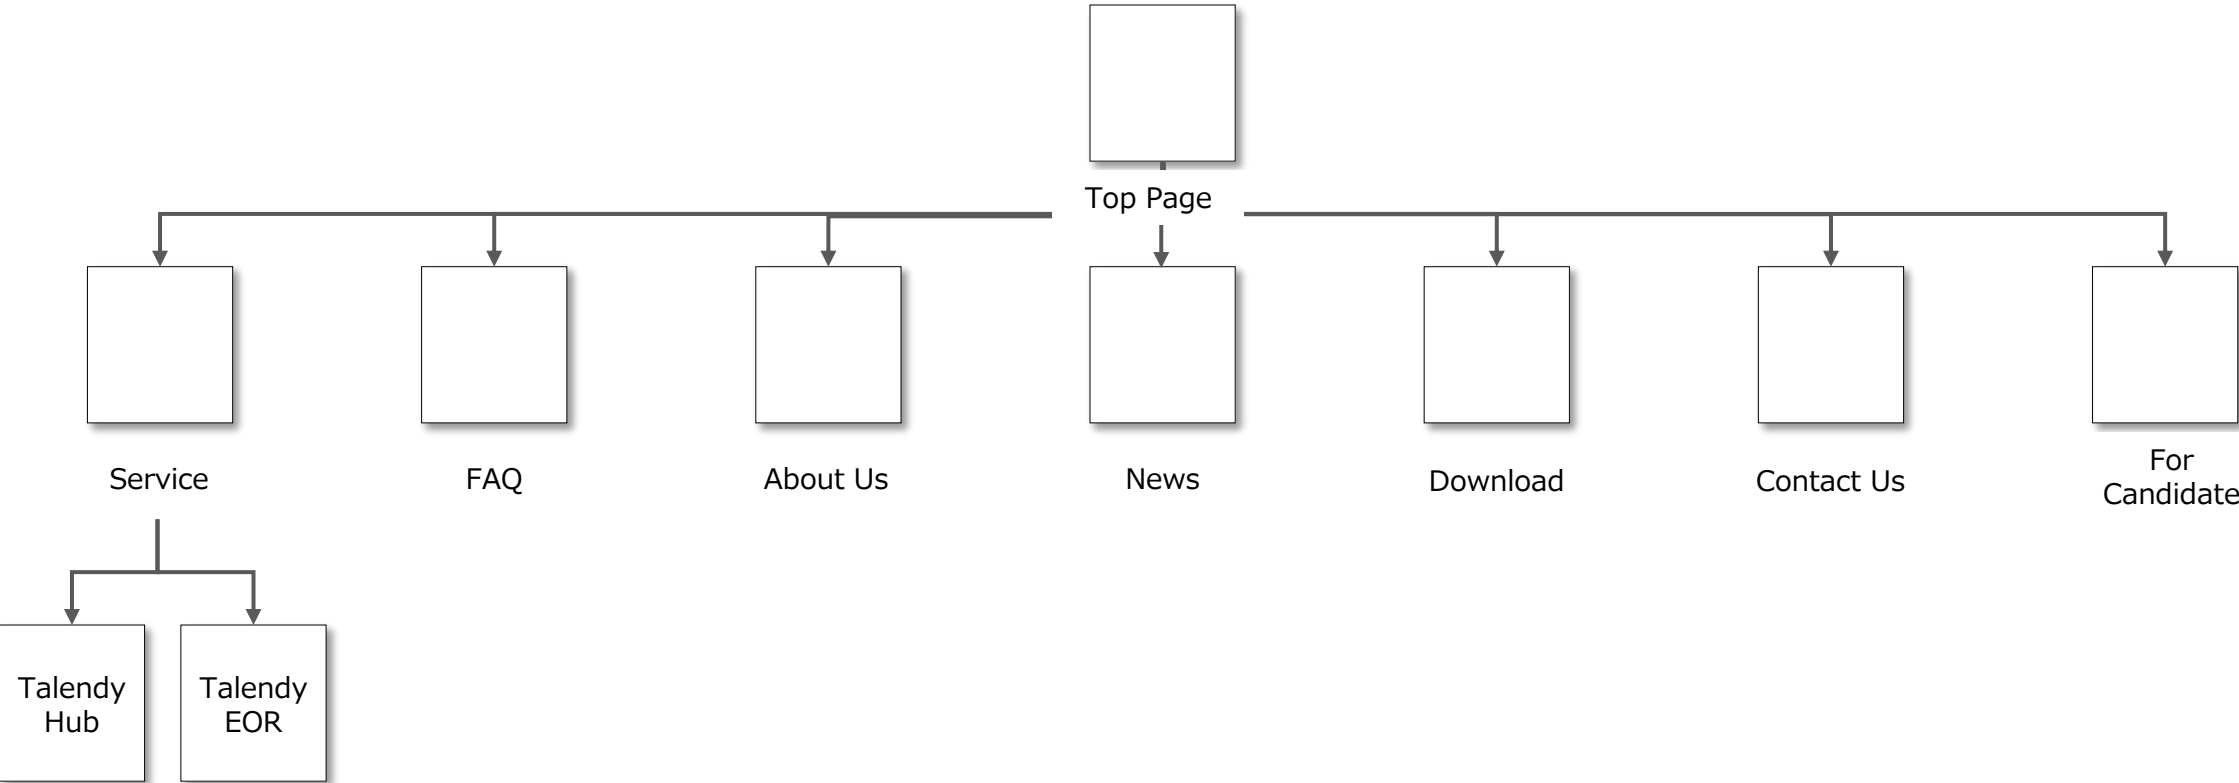 Top Page
Service
FAQ
About Us
News
Download
Contact Us
For
Candidate
Talendy
Hub
Talendy
EOR